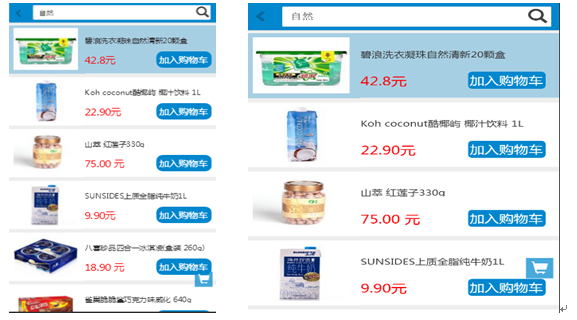 自然
碧浪洗衣凝珠自然清新20颗盒
42.8元
加入购物车
Koh coconut酷椰屿 椰汁饮料 1L
22.90元
加入购物车
山萃 红莲子330g
75.00 元
加入购物车
SUNSIDES上质全脂纯牛奶1L
9.90元
加入购物车
八喜珍品四合一冰淇淋(盒装 260g)
18.90 元
加入购物车
雀巢脆脆鲨巧克力味威化 640g
自然
碧浪洗衣凝珠自然清新20颗盒
42.8元
加入购物车
Koh coconut酷椰屿 椰汁饮料 1L
22.90元
加入购物车
山萃 红莲子330g
75.00 元
加入购物车
SUNSIDES上质全脂纯牛奶1L
纯牛奶
9.90元
加入购物车